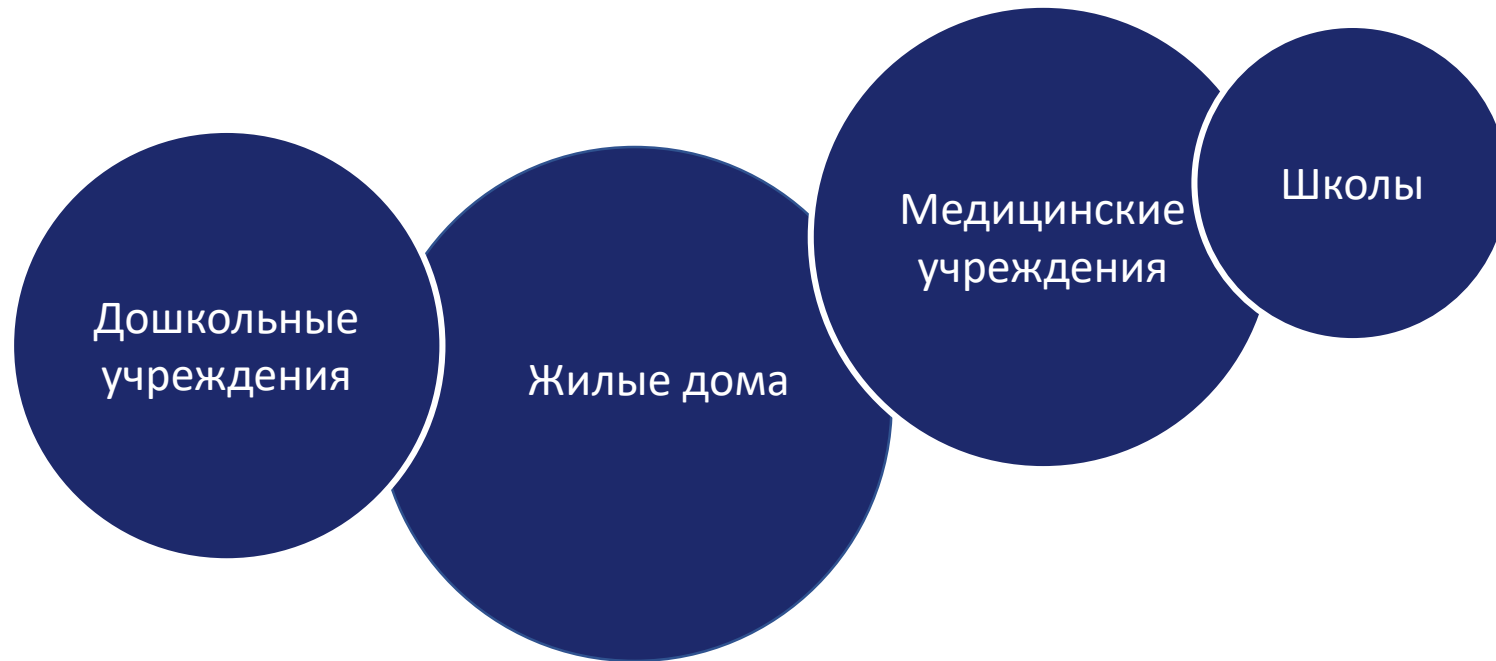 Дошкольные
учреждения
Жилые дома
Медицинские
учреждения
Школы